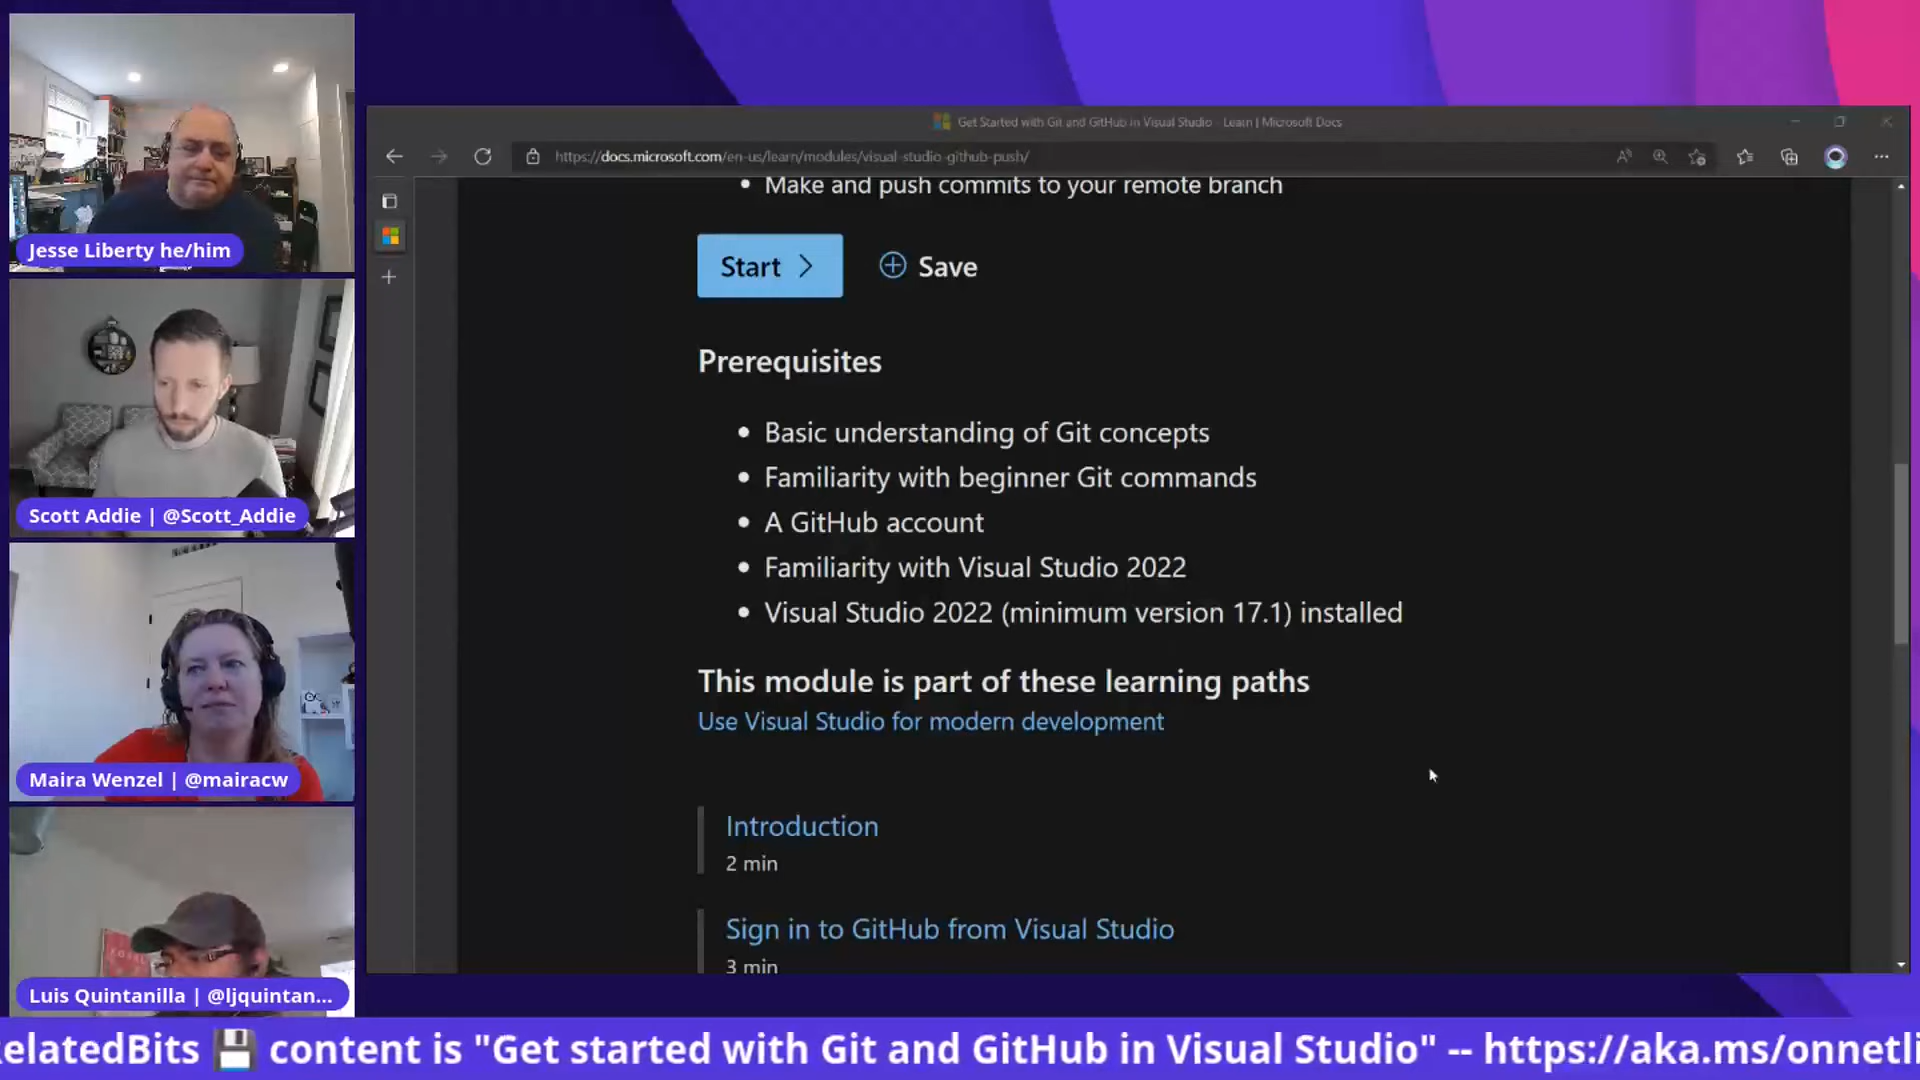 Jesse Liberty he/him
Scott Addie | @Scott_Addie
Maira Wenzel | @mairacw
Luis Quintanilla | @ljquintan...
Get Started with Git and GitHub in Visual Studio - Learn | Microsoft Docs
https://docs.microsoft.com/en-us/learn/modules/visual-studio-github-push/
• Make and push commits to your remote branch
Start
Save
Prerequisites
• Basic understanding of Git concepts
• Familiarity with beginner Git commands
• A GitHub account
• Familiarity with Visual Studio 2022
• Visual Studio 2022 (minimum version 17.1) installed
This module is part of these learning paths
Use Visual Studio for modern development
Introduction
2 min
Sign in to GitHub from Visual Studio
3 min
elatedBits 💾 content is "Get started with Git and GitHub in Visual Studio" -- https://aka.ms/onnetli